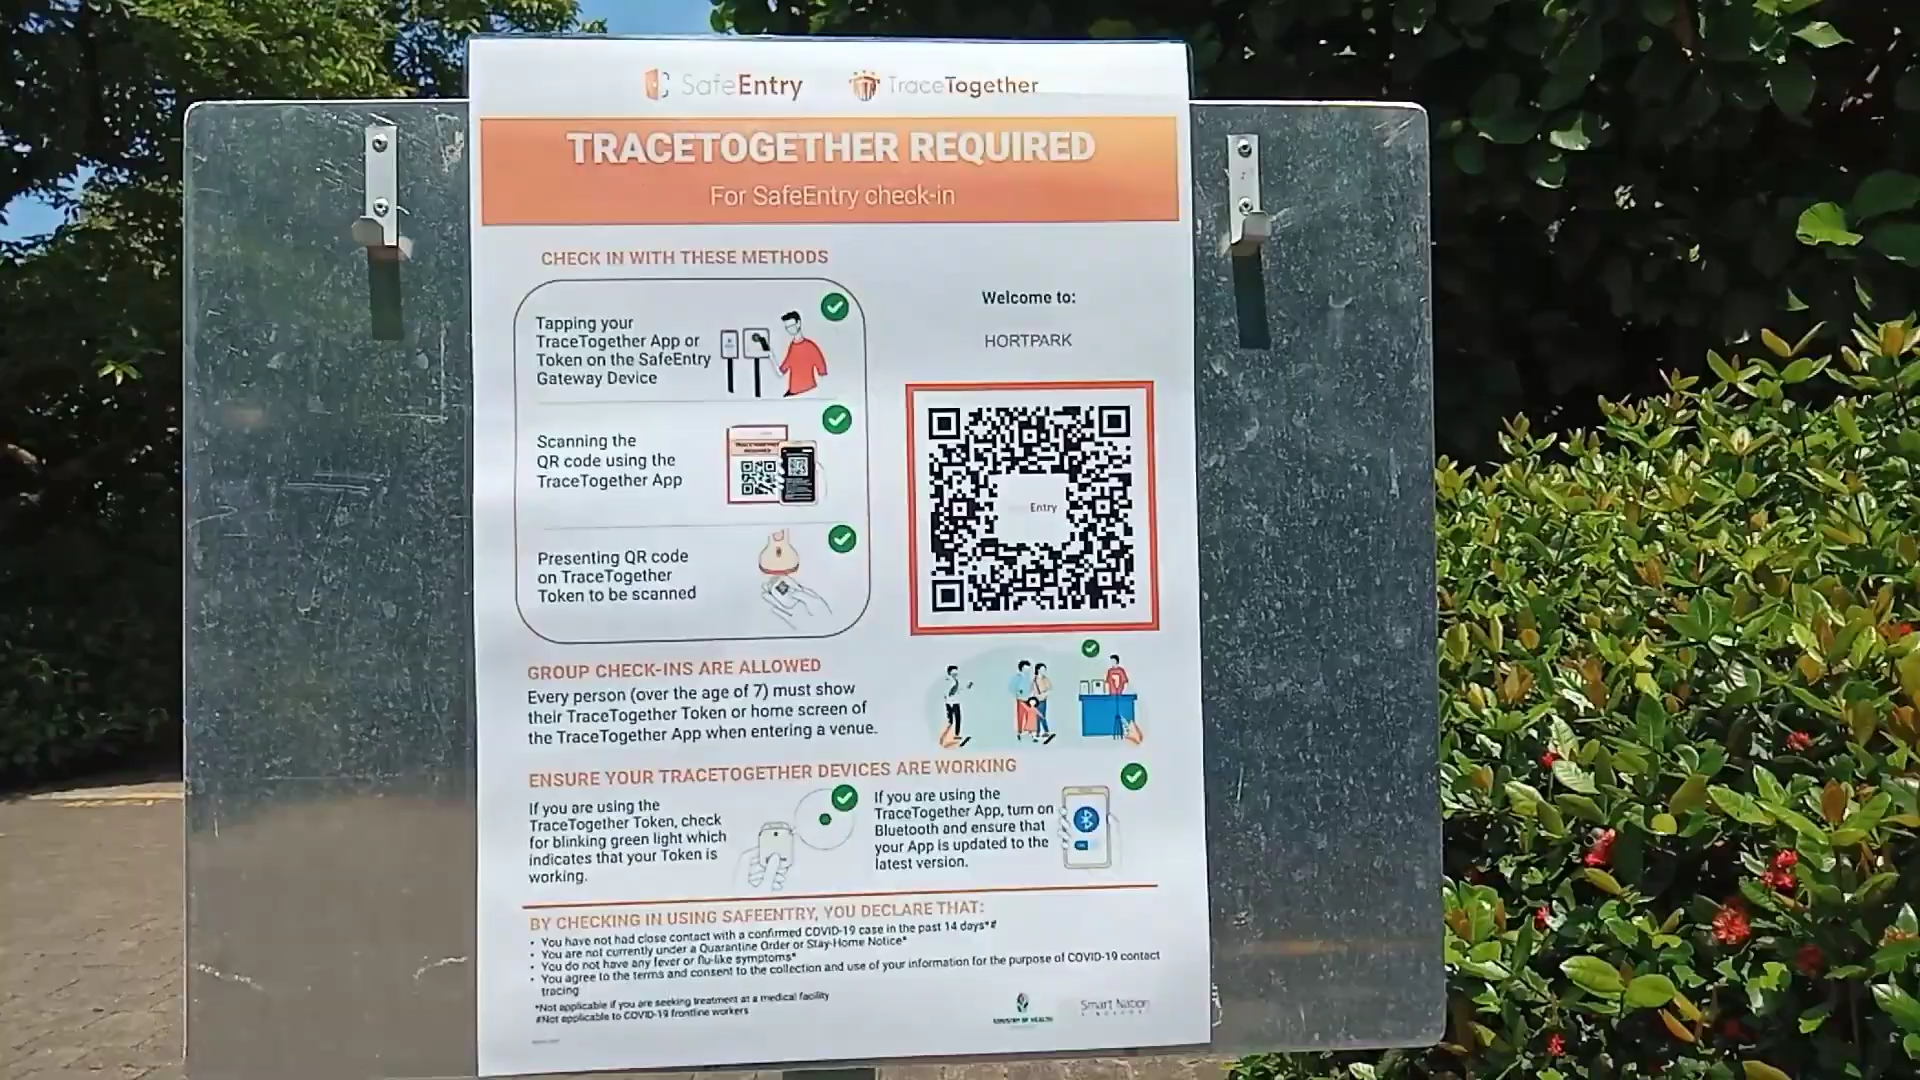 SafeEntry
TraceTogether
TRACETOGETHER REQUIRED
For SafeEntry check-in
CHECK IN WITH THESE METHODS
Tapping your
TraceTogether App or
Token on the SafeEntry
Gateway Device
Scanning the
QR code using the
TraceTogether App
Presenting QR code
on TraceTogether
Token to be scanned
Welcome to:
HORTPARK
Entry
GROUP CHECK-INS ARE ALLOWED
Every person (over the age of 7) must show
their TraceTogether Token or home screen of
the TraceTogether App when entering a venue.
ENSURE YOUR TRACETOGETHER DEVICES ARE WORKING
If you are using the
TraceTogether Token, check
for blinking green light which
indicates that your Token is
working.
If you are using the
TraceTogether App, turn on
Bluetooth and ensure that
your App is updated to the
latest version.
BY CHECKING IN USING SAFEENTRY, YOU DECLARE THAT:
• You have not had close contact with a confirmed COVID-19 case in the past 14 days*#
• You are not currently under a Quarantine Order or Stay-Home Notice*
• You do not have any fever or flu-like symptoms*
• You agree to the terms and consent to the collection and use of your information for the purpose of COVID-19 contact
tracing
*Not applicable if you are seeking treatment at a medical facility
#Not applicable to COVID-19 frontline workers
MINISTRY OF HEALTH
Smart Nation
SINGAPORE